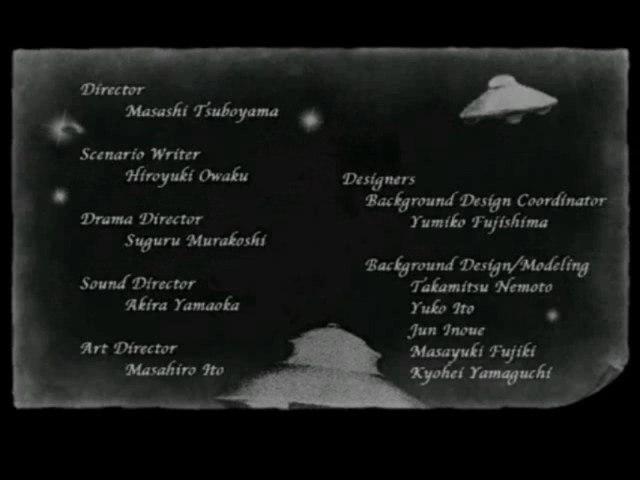 Director
Masashi Tsuboyama
Scenario Writer
Hiroyuki Owaku
Drama Director
Suguru Murakoshi
Sound Director
Akira Yamaoka
Art Director
Masahiro Ito
Designers
Background Design Coordinator
Yumiko Fujishima
Background Design/Modeling
Takamitsu Nemoto
Yuko Ito
Jun Inoue
Masayuki Fujiki
Kyohei Yamaguchi